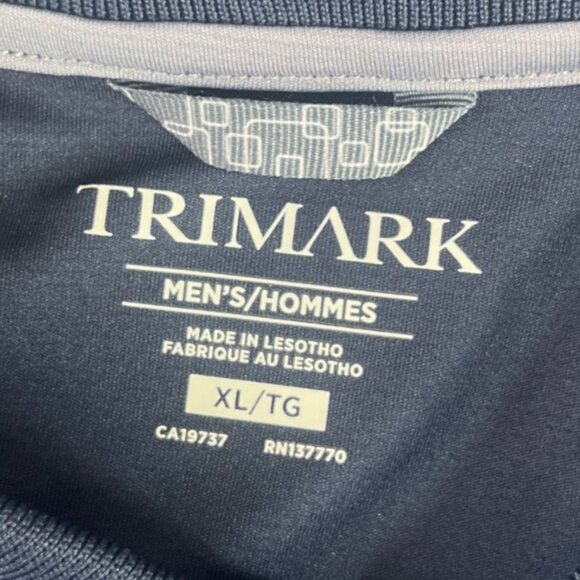 TRIMARK
MEN'S/HOMMES
MADE IN LESOTHO
FABRIQUE AU LESOTHO
XL/TG
CA19737 RN137770